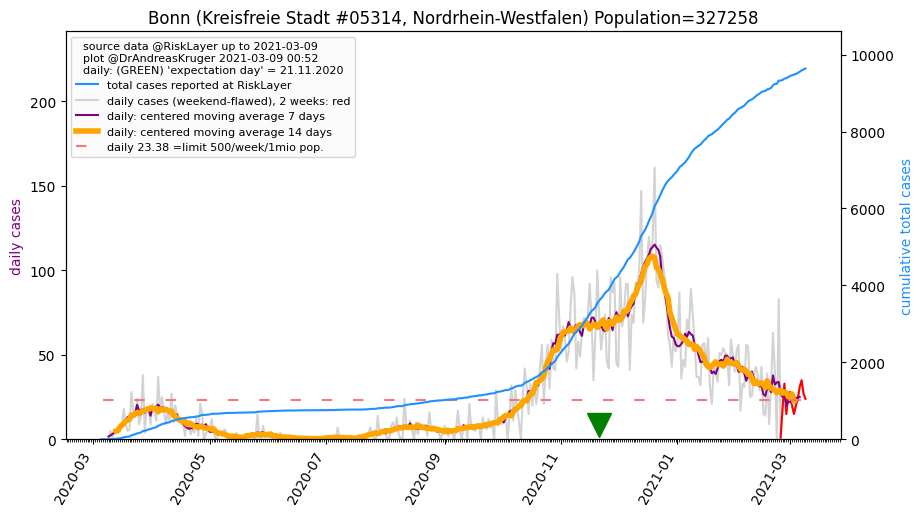 Bonn (Kreisfreie Stadt #05314, Nordrhein-Westfalen) Population=327258
source data @RiskLayer up to 2021-03-09
plot @DrAndreasKruger 2021-03-09 00:52
daily: (GREEN) 'expectation day' = 21.11.2020
total cases reported at RiskLayer
daily cases (weekend-flawed), 2 weeks: red
daily: centered moving average 7 days
daily: centered moving average 14 days
daily 23.38 =limit 500/week/1mio pop.
daily cases
200
150
100
50
0
cumulative total cases
10000
8000
6000
4000
2000
0
2020-03
2020-05
2020-07
2020-09
2020-11
2021-01
2021-03